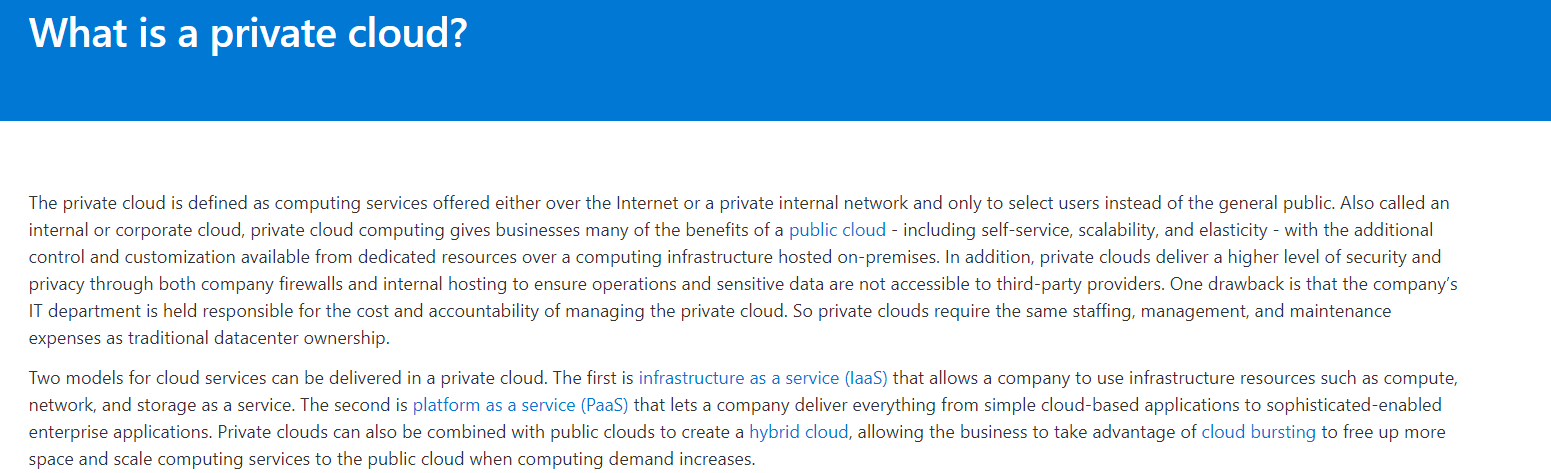 What is a private cloud?
The private cloud is defined as computing services offered either over the Internet or a private internal network and only to select users instead of the general public. Also called an
internal or corporate cloud, private cloud computing gives businesses many of the benefits of a public cloud - including self-service, scalability, and elasticity - with the additional
control and customization available from dedicated resources over a computing infrastructure hosted on-premises. In addition, private clouds deliver a higher level of security and
privacy through both company firewalls and internal hosting to ensure operations and sensitive data are not accessible to third-party providers. One drawback is that the company's
IT department is held responsible for the cost and accountability of managing the private cloud. So private clouds require the same staffing, management, and maintenance
expenses as traditional datacenter ownership.
Two models for cloud services can be delivered in a private cloud. The first is infrastructure as a service (IaaS) that allows a company to use infrastructure resources such as compute,
network, and storage as a service. The second is platform as a service (PaaS) that lets a company deliver everything from simple cloud-based applications to sophisticated-enabled
enterprise applications. Private clouds can also be combined with public clouds to create a hybrid cloud, allowing the business to take advantage of cloud bursting to free up more
space and scale computing services to the public cloud when computing demand increases.